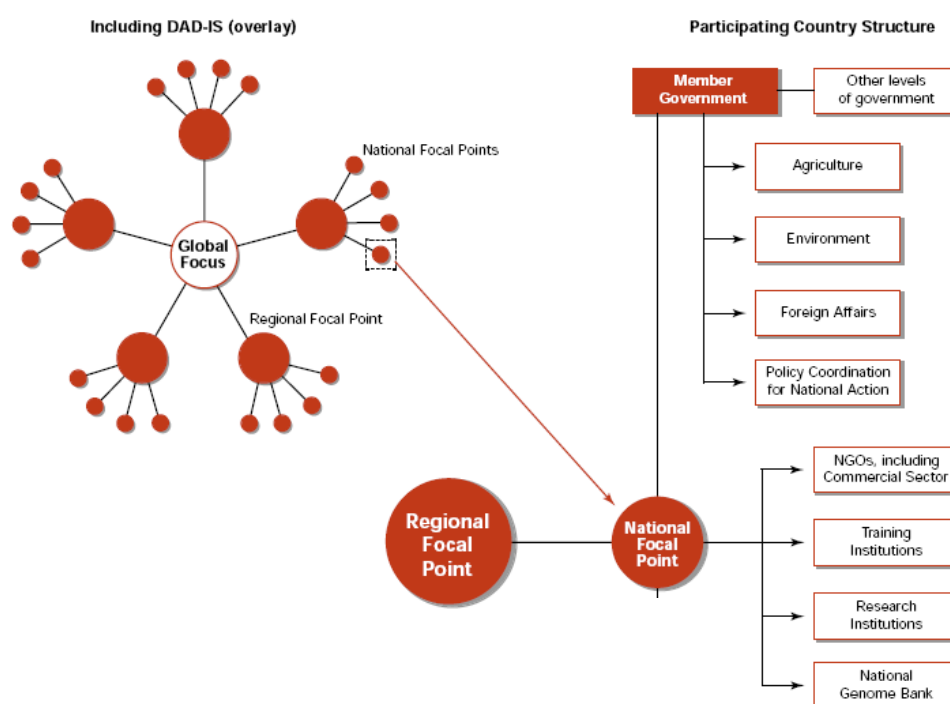 Including DAD-IS (overlay)
Participating Country Structure
Member
Government
Other levels
of government
National Focal Points
Agriculture
Global
Focus
Environment
Regional Focal Point
Foreign Affairs
Policy Coordination
for National Action
NGOs, including
Commercial Sector
Regional
Focal
Point
National
Focal
Point
Training
Institutions
Research
Institutions
National
Genome Bank